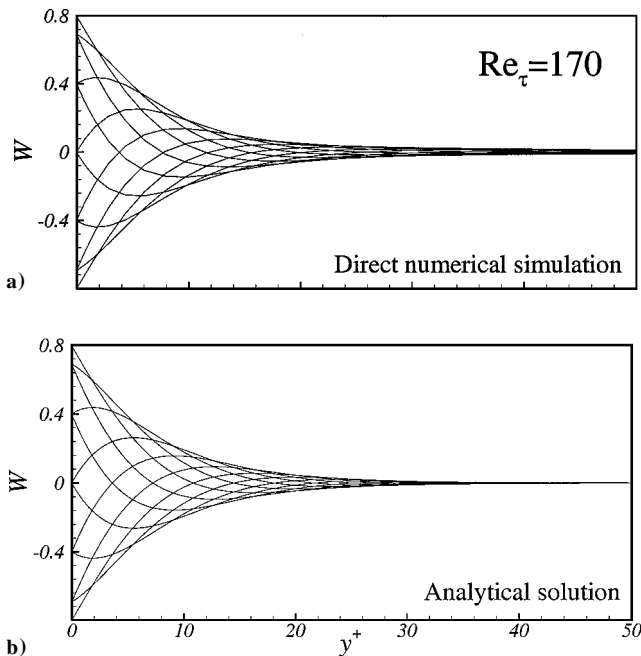 0.8
Re_τ=170
0.4
W
0
-0.4
Direct numerical simulation
a)
0.8
0.4
W
0
-0.4
Analytical solution
b)
0 10 20 30 40 50
y⁺